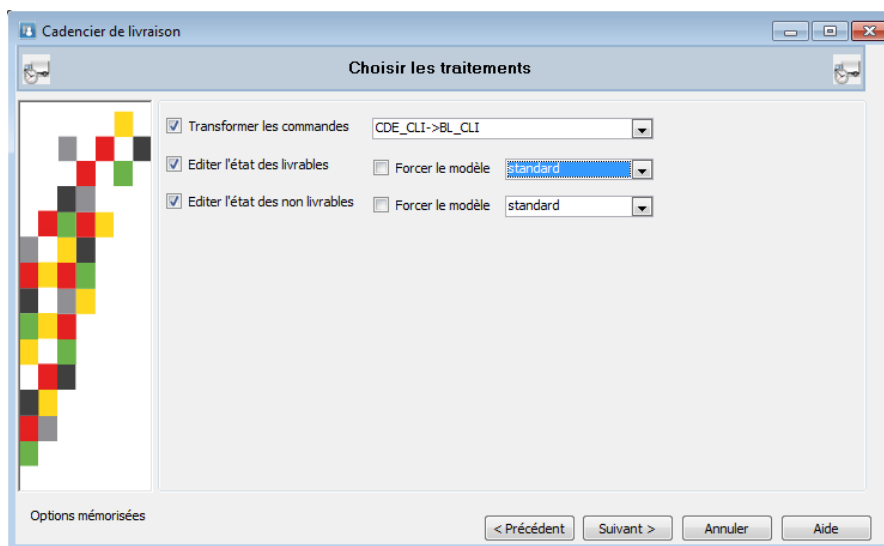 Cadencier de livraison
Choisir les traitements
Transformer les commandes CDE_CLI->BL_CLI
Editer l'état des livrables Forcer le modèle standard
Editer l'état des non livrables Forcer le modèle standard
Options mémorisées
< Précédent Suivant > Annuler Aide